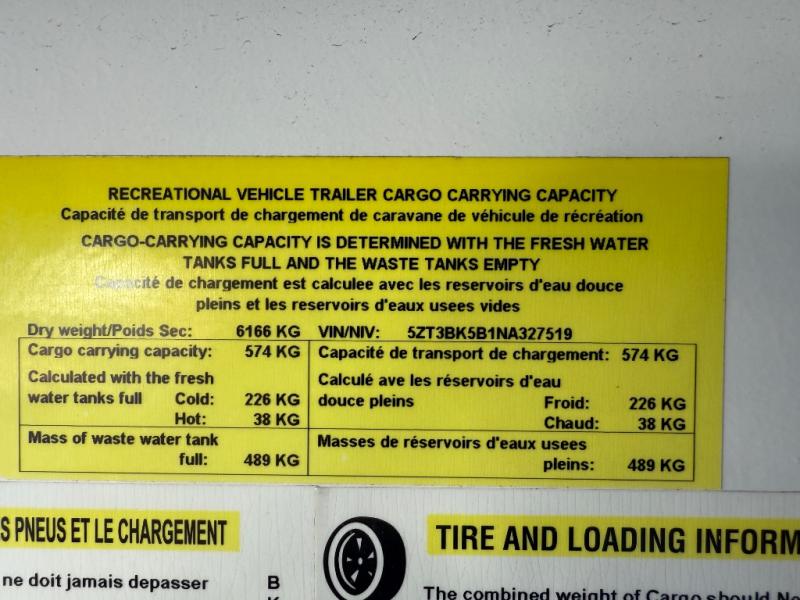 RECREATIONAL VEHICLE TRAILER CARGO CARRYING CAPACITY
Capacité de transport de chargement de caravane de véhicule de récréation
CARGO-CARRYING CAPACITY IS DETERMINED WITH THE FRESH WATER
TANKS FULL AND THE WASTE TANKS EMPTY
Capacité de chargement est calculee avec les reservoirs d'eau douce
pleins et les reservoirs d'eaux usees vides
Dry weight/Poids Sec: 6166 KG VIN/NIV: 5ZT3BK5B1NA327519
Cargo carrying capacity: 574 KG
Calculated with the fresh
water tanks full Cold: 226 KG
Hot: 38 KG
Mass of waste water tank
full: 489 KG
Capacité de transport de chargement: 574 KG
Calculé ave les réservoirs d'eau
douce pleins Froid: 226 KG
Chaud: 38 KG
Masses de réservoirs d'eaux usees
pleins: 489 KG
S PNEUS ET LE CHARGEMENT
ne doit jamais depasser B
TIRE AND LOADING INFORM
The combined weight of Cargo should Ne